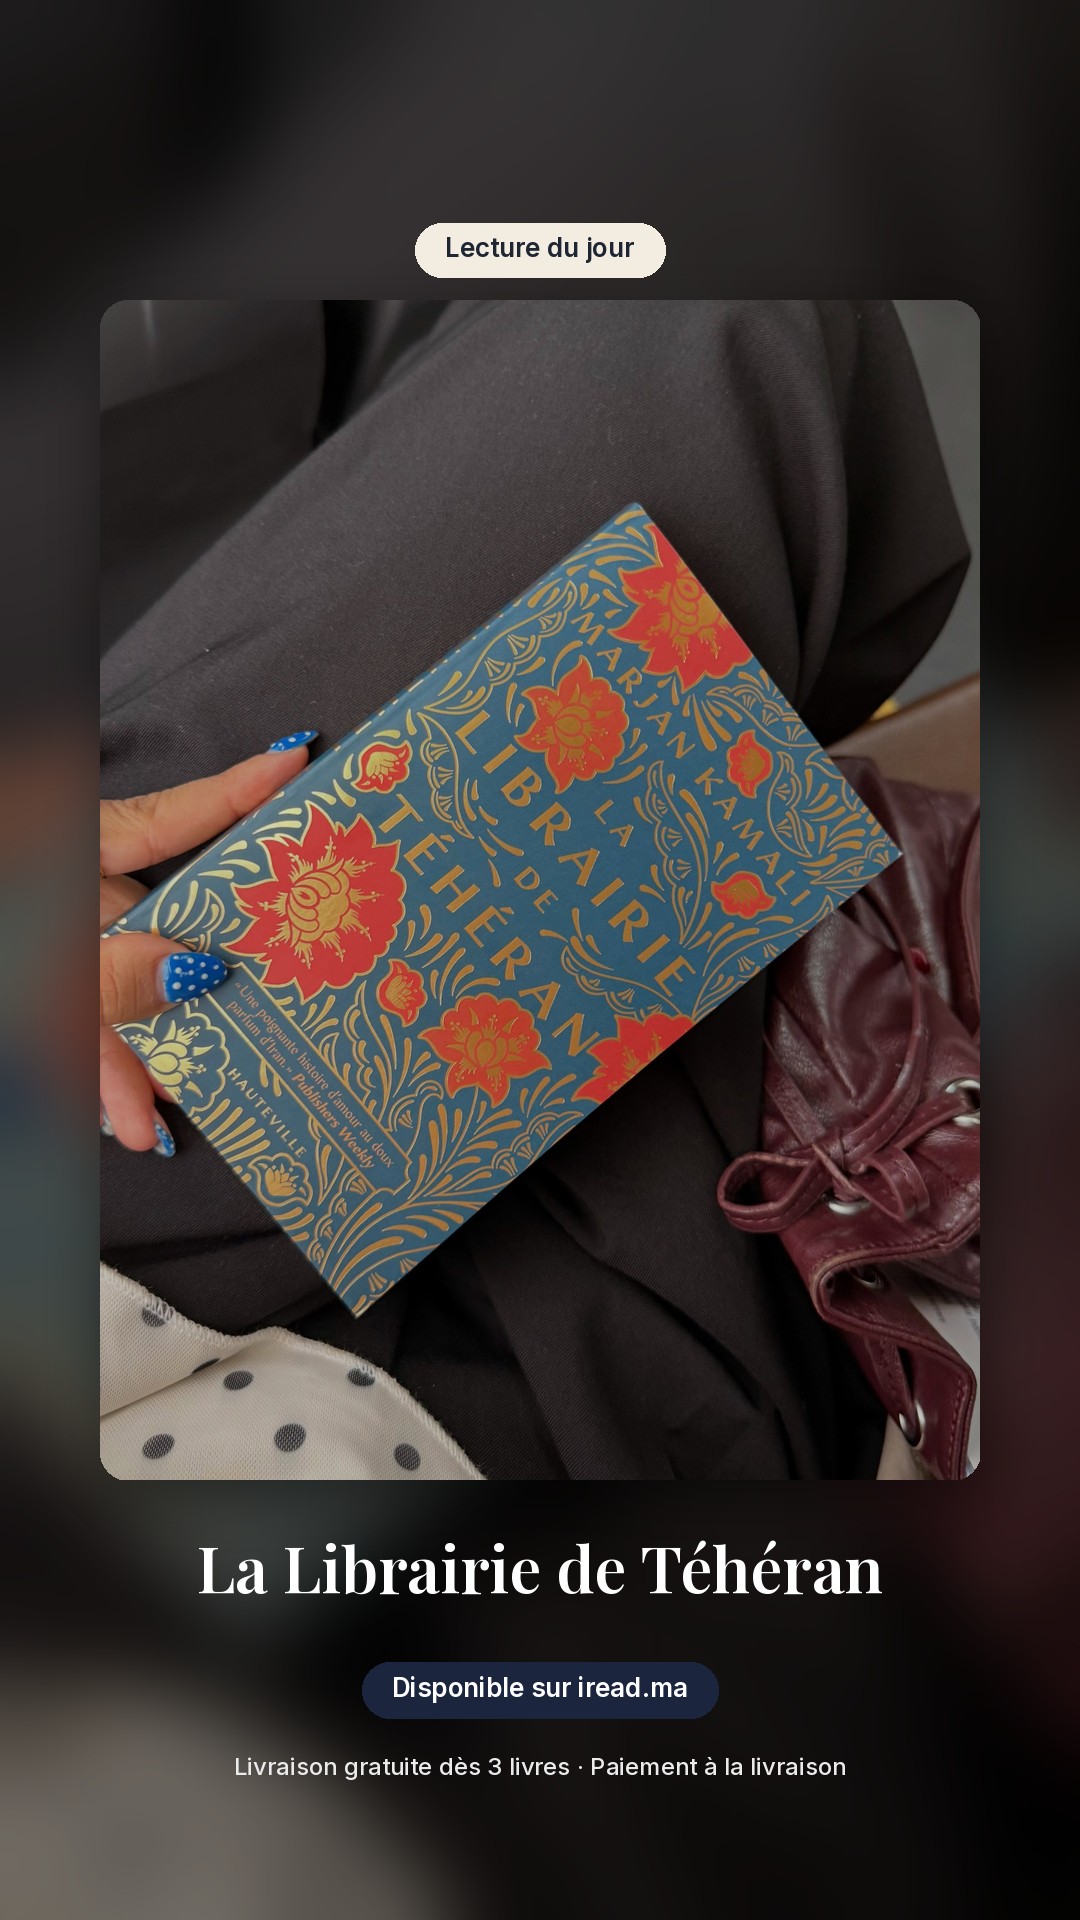 Lecture du jour
MARJAN KAMALI
LA
LIBRAIRIE
DE
TÉHÉRAN
«Une poignante histoire d'amour au doux
parfum d'Iran.» Publishers Weekly
HAUTEVILLE
La Librairie de Téhéran
Disponible sur iread.ma
Livraison gratuite dès 3 livres · Paiement à la livraison